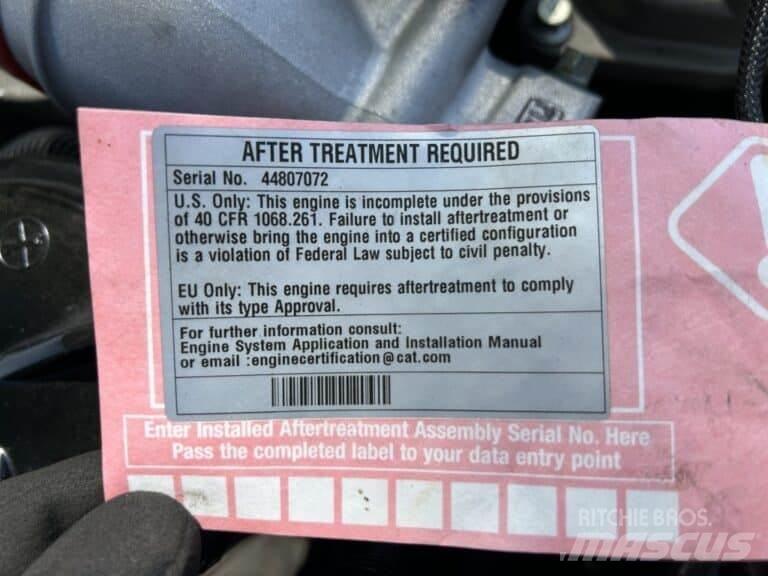 AFTER TREATMENT REQUIRED
Serial No. 44807072
U.S. Only: This engine is incomplete under the provisions
of 40 CFR 1068.261. Failure to install aftertreatment or
otherwise bring the engine into a certified configuration
is a violation of Federal Law subject to civil penalty.
EU Only: This engine requires aftertreatment to comply
with its type Approval.
For further information consult:
Engine System Application and Installation Manual
or email :enginecertification@cat.com
Enter Installed Aftertreatment Assembly Serial No. Here
Pass the completed label to your data entry point
RITCHIE BROS.
MASCUS